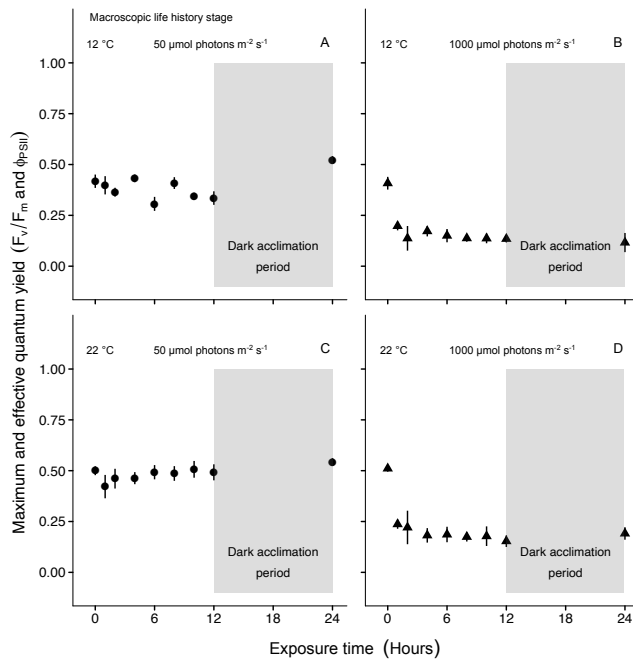 Macroscopic life history stage
12 °C 50 µmol photons m⁻² s⁻¹ A
12 °C 1000 µmol photons m⁻² s⁻¹ B
1.00
0.75
0.50
0.25
0.00
Dark acclimation
period
Dark acclimation
period
22 °C 50 µmol photons m⁻² s⁻¹ C
22 °C 1000 µmol photons m⁻² s⁻¹ D
1.00
0.75
0.50
0.25
0.00
Dark acclimation
period
Dark acclimation
period
0 6 12 18 24
0 6 12 18 24
Exposure time (Hours)
Maximum and effective quantum yield (Fᵥ/Fₘ and ϕPSII)